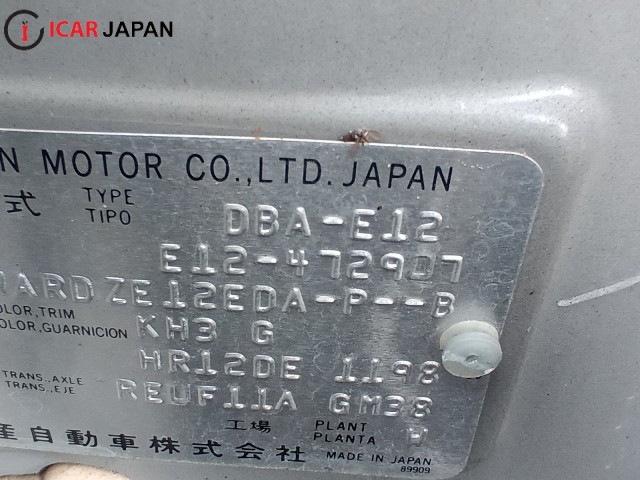 ICAR JAPAN
N MOTOR CO.,LTD. JAPAN
式 TYPE DBA-E12
TIPO
E12-472907
ARDZE12EDA-P--B
OLOR,TRIM KH3 G
OLOR,GUARNICION
HR12DE 1198
TRANS.,AXLE REUF11A GM38
TRANS.,EJE
工場 PLANT H
PLANTA
産自動車株式会社 MADE IN JAPAN
89909